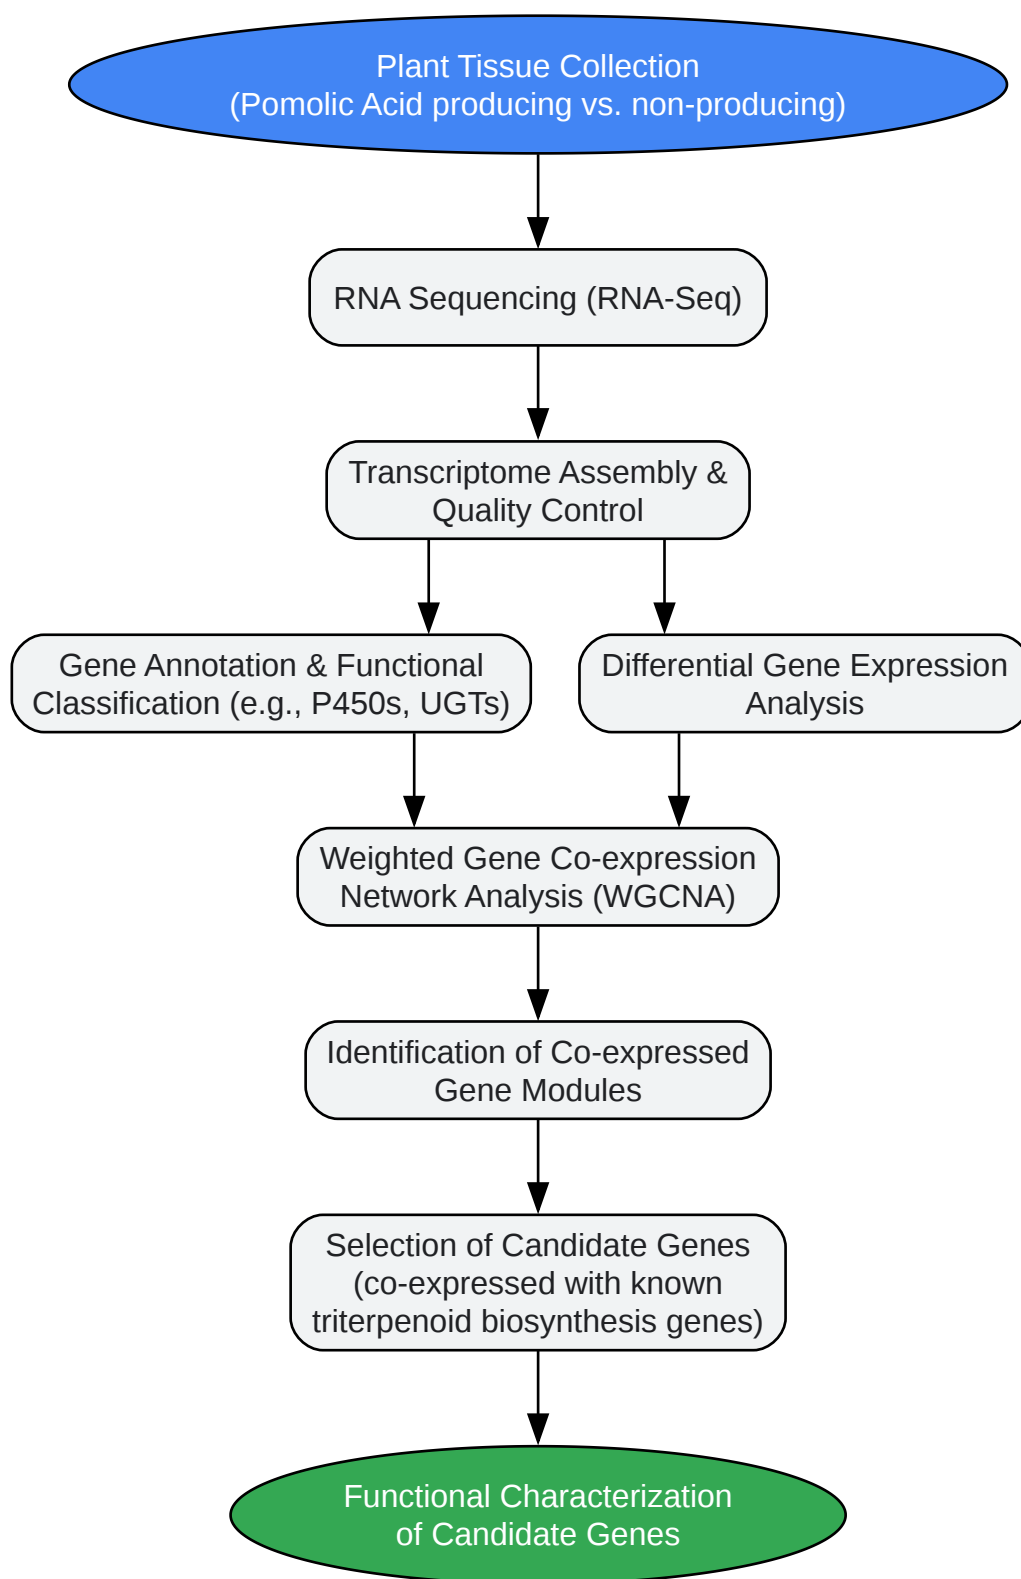 Plant Tissue Collection
(Pomolic Acid producing vs. non-producing)
RNA Sequencing (RNA-Seq)
Transcriptome Assembly &
Quality Control
Gene Annotation & Functional
Classification (e.g., P450s, UGTs)
Differential Gene Expression
Analysis
Weighted Gene Co-expression
Network Analysis (WGCNA)
Identification of Co-expressed
Gene Modules
Selection of Candidate Genes
(co-expressed with known
triterpenoid biosynthesis genes)
Functional Characterization
of Candidate Genes